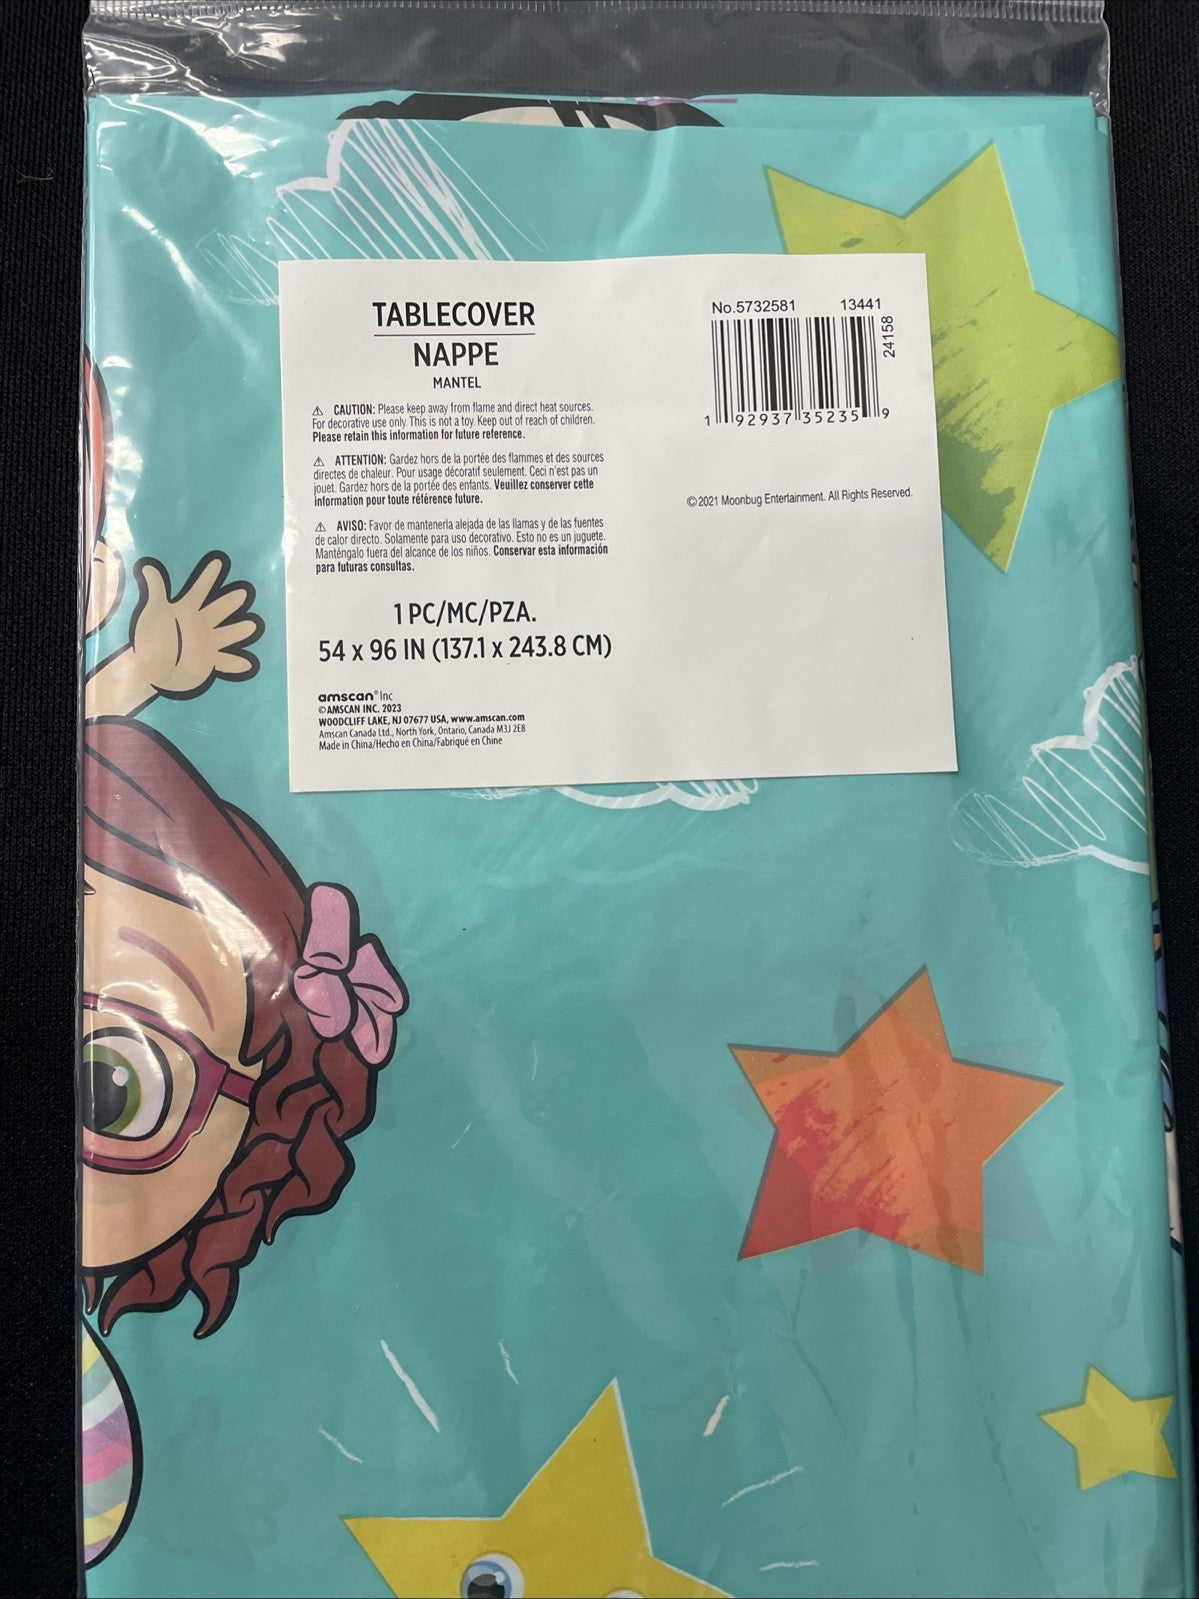 TABLECOVER
NAPPE
MANTEL
⚠ CAUTION: Please keep away from flame and direct heat sources.
For decorative use only. This is not a toy. Keep out of reach of children.
Please retain this information for future reference.
⚠ ATTENTION: Gardez hors de la portée des flammes et des sources
directes de chaleur. Pour usage décoratif seulement. Ceci n'est pas un
jouet. Gardez hors de la portée des enfants. Veuillez conserver cette
information pour toute référence future.
⚠ AVISO: Favor de mantenerla alejada de las llamas y de las fuentes
de calor directo. Solamente para uso decorativo. Esto no es un juguete.
Manténgalo fuera del alcance de los niños. Conservar esta información
para futuras consultas.
1 PC/MC/PZA.
54 x 96 IN (137.1 x 243.8 CM)
amscan® Inc
© AMSCAN INC. 2023
WOODCLIFF LAKE, NJ 07677 USA, www.amscan.com
Amscan Canada Ltd., North York, Ontario, Canada M3J 2E8
Made in China/Hecho en China/Fabriqué en Chine
No.5732581 13441
24158
1 92937 35235 9
©2021 Moonbug Entertainment. All Rights Reserved.